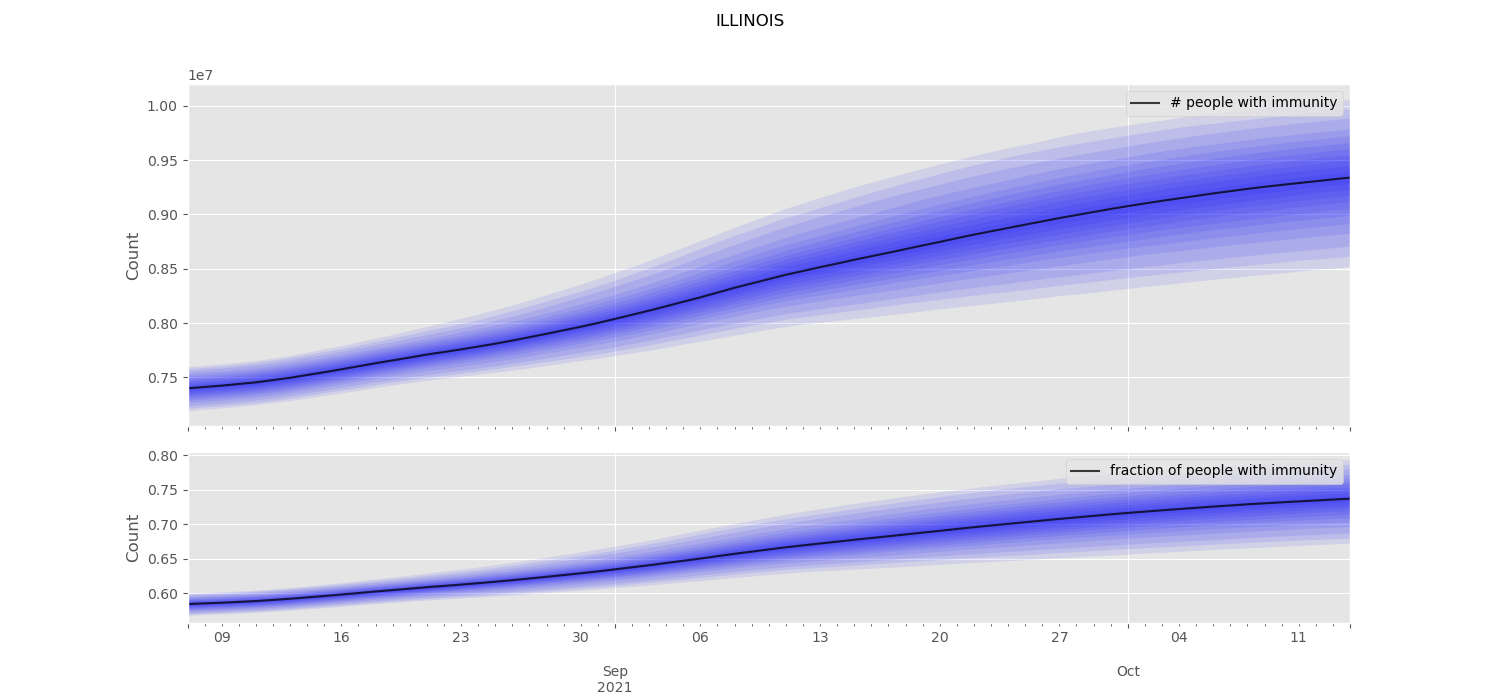 ILLINOIS
1e7
# people with immunity
1.00
0.95
0.90
0.85
0.80
0.75
Count
fraction of people with immunity
0.80
0.75
0.70
0.65
0.60
Count
09 16 23 30 06 13 20 27 04 11
Sep Oct
2021